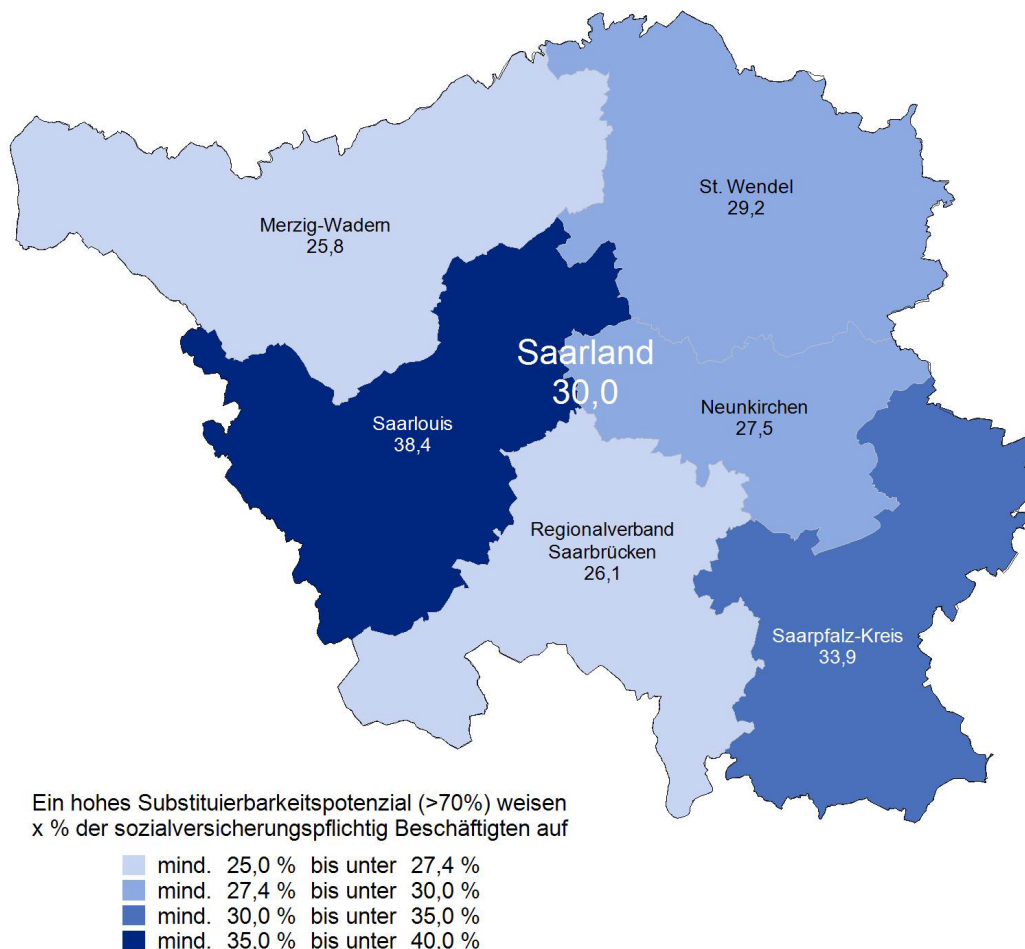 St. Wendel
29,2
Merzig-Wadern
25,8
Saarland
30,0
Neunkirchen
27,5
Saarlouis
38,4
Regionalverband
Saarbrücken
26,1
Saarpfalz-Kreis
33,9
Ein hohes Substituierbarkeitspotenzial (>70%) weisen
x % der sozialversicherungspflichtig Beschäftigten auf
mind. 25,0 % bis unter 27,4 %
mind. 27,4 % bis unter 30,0 %
mind. 30,0 % bis unter 35,0 %
mind. 35,0 % bis unter 40,0 %